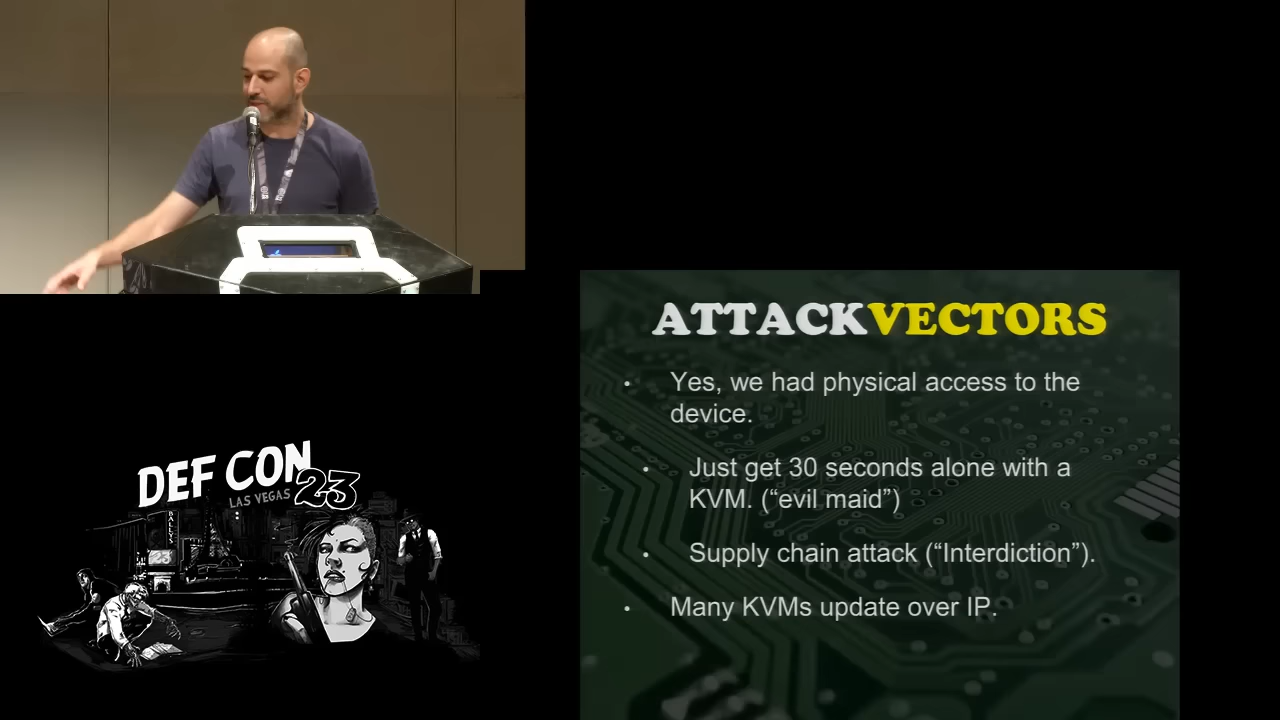 ATTACKVECTORS
• Yes, we had physical access to the
device.
• Just get 30 seconds alone with a
KVM. (“evil maid”)
• Supply chain attack (“Interdiction”).
• Many KVMs update over IP.
DEF CON
LAS VEGAS 23
BALLY'S